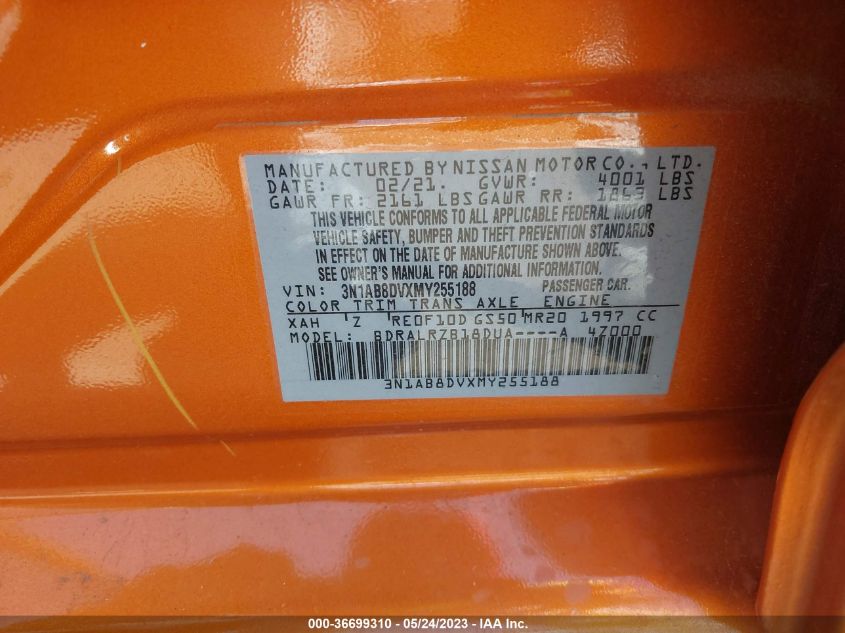 MANUFACTURED BY NISSAN MOTOR CO., LTD.
DATE: 02/21. GVWR: 4001 LBS
GAWR FR: 2161 LBS GAWR RR: 1863 LBS
THIS VEHICLE CONFORMS TO ALL APPLICABLE FEDERAL MOTOR
VEHICLE SAFETY, BUMPER AND THEFT PREVENTION STANDARDS
IN EFFECT ON THE DATE OF MANUFACTURE SHOWN ABOVE.
SEE OWNER'S MANUAL FOR ADDITIONAL INFORMATION.
VIN: 3N1AB8DVXMY255188 PASSENGER CAR.
COLOR TRIM TRANS AXLE ENGINE
XAH Z RE0F10D GS50 MR20 1997 CC
MODEL: BDRALRZB18DUA----A 4Z000
3N1AB8DVXMY255188
000-36699310 - 05/24/2023 - IAA Inc.